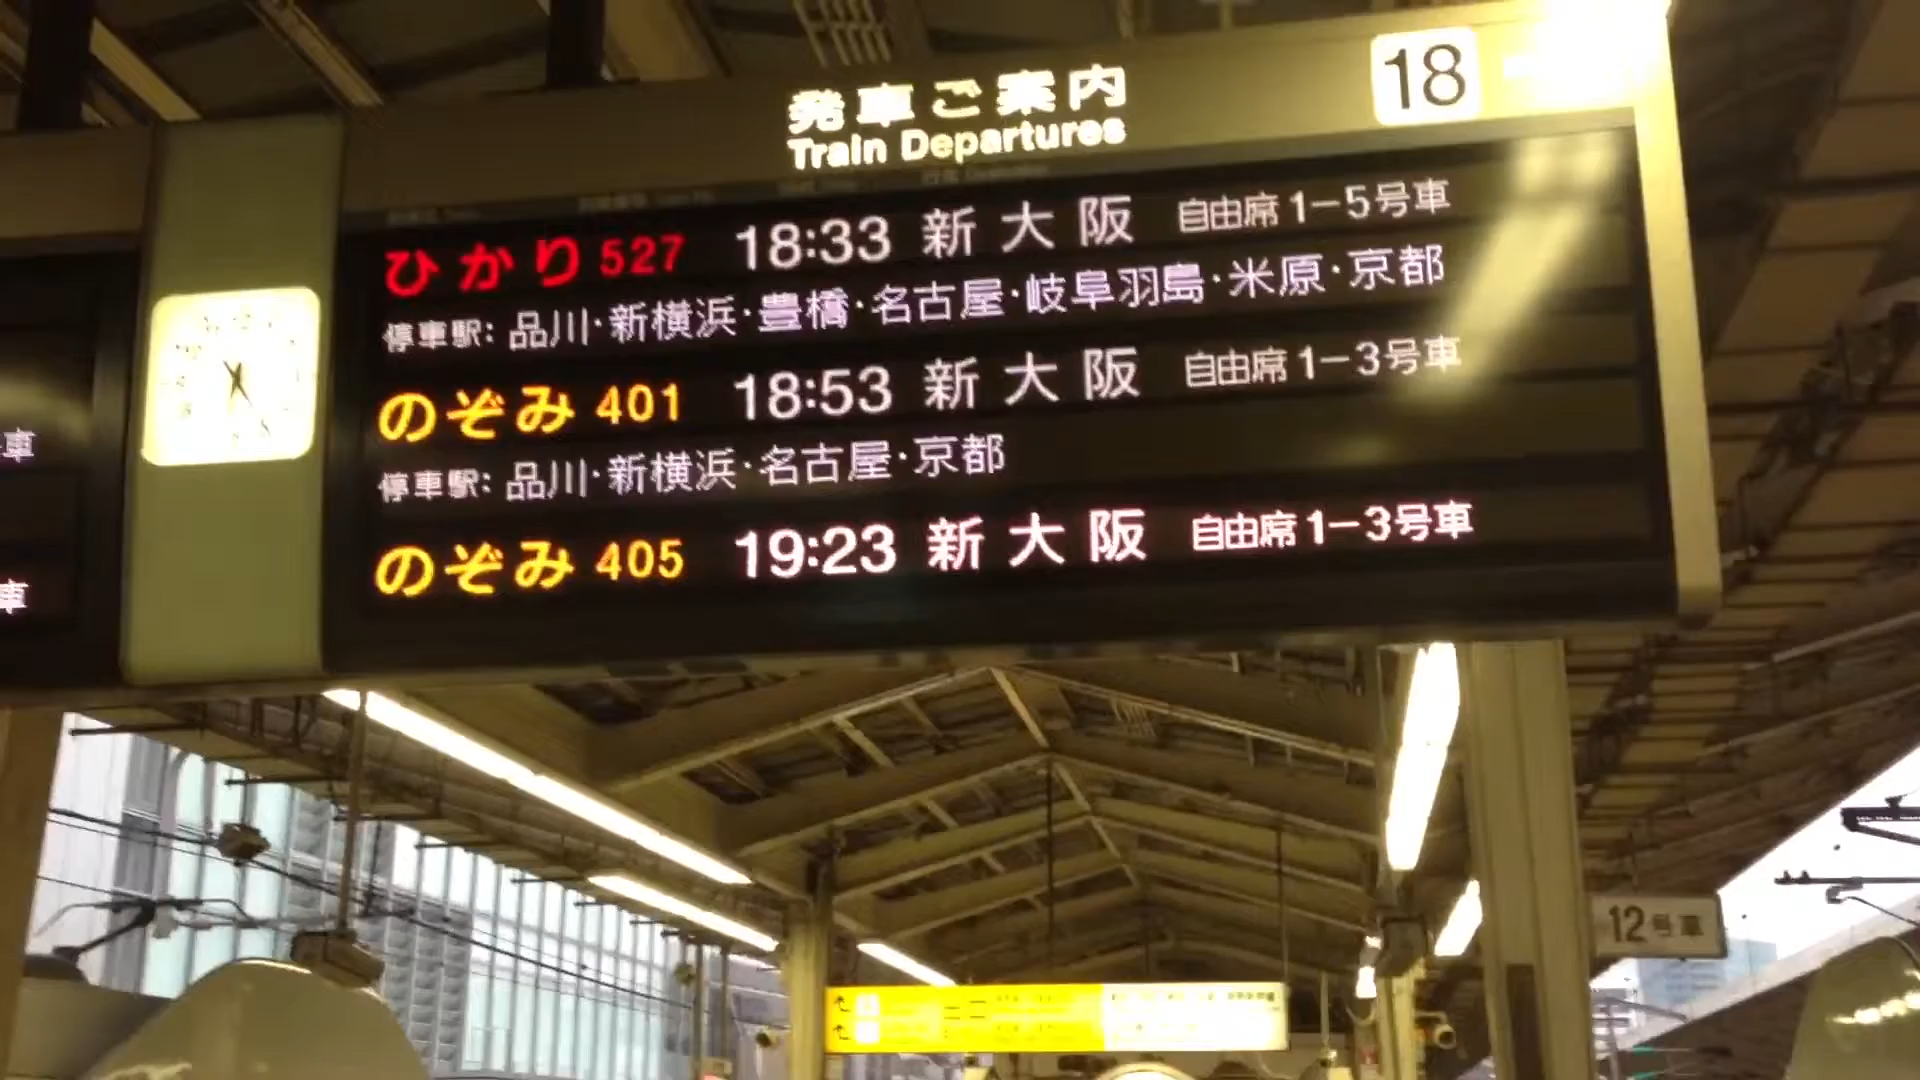 発車ご案内
Train Departures
18
ひかり 527 18:33 新大阪 自由席1-5号車
停車駅: 品川·新横浜·豊橋·名古屋·岐阜羽島·米原·京都
のぞみ 401 18:53 新大阪 自由席1-3号車
停車駅: 品川·新横浜·名古屋·京都
のぞみ 405 19:23 新大阪 自由席1-3号車
車
車
12号車